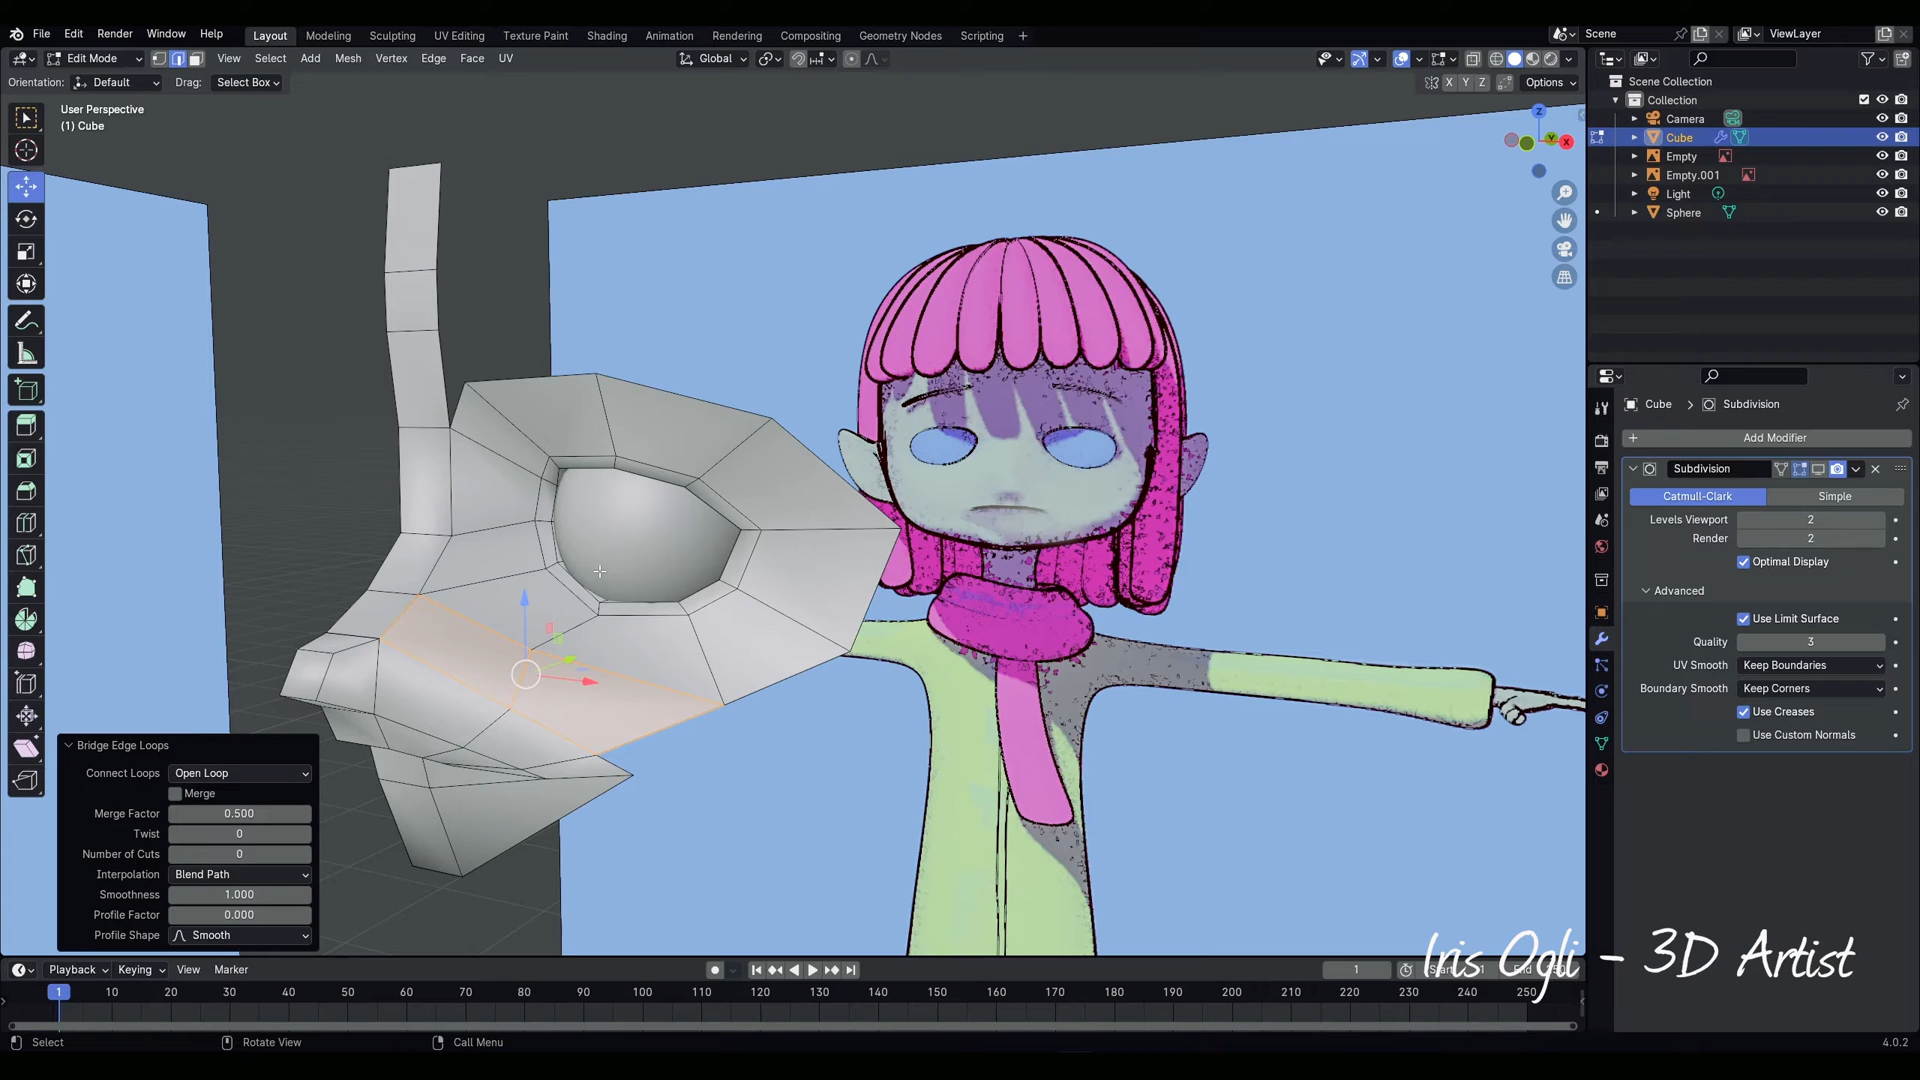 File Edit Render Window Help Layout Modeling Sculpting UV Editing Texture Paint Shading Animation Rendering Compositing Geometry Nodes Scripting Scene ViewLayer
Edit Mode View Select Add Mesh Vertex Edge Face UV Global
Orientation: Default Drag: Select Box X Y Z Options
User Perspective
(1) Cube
Z
Y
X
Scene Collection
Collection
Camera
Cube
Empty
Empty.001
Light
Sphere
Cube Subdivision
Add Modifier
Subdivision
Catmull-Clark Simple
Levels Viewport 2
Render 2
Optimal Display
Advanced
Use Limit Surface
Quality 3
UV Smooth Keep Boundaries
Boundary Smooth Keep Corners
Use Creases
Use Custom Normals
Bridge Edge Loops
Connect Loops Open Loop
Merge
Merge Factor 0.500
Twist 0
Number of Cuts 0
Interpolation Blend Path
Smoothness 1.000
Profile Factor 0.000
Profile Shape Smooth
Iris Ogli - 3D Artist
Playback Keying View Marker 1 End
1 10 20 30 40 50 60 70 80 90 100 110 120 130 140 150 160 170 180 190 200 210 220 230 240 250
Select Rotate View Call Menu 4.0.2